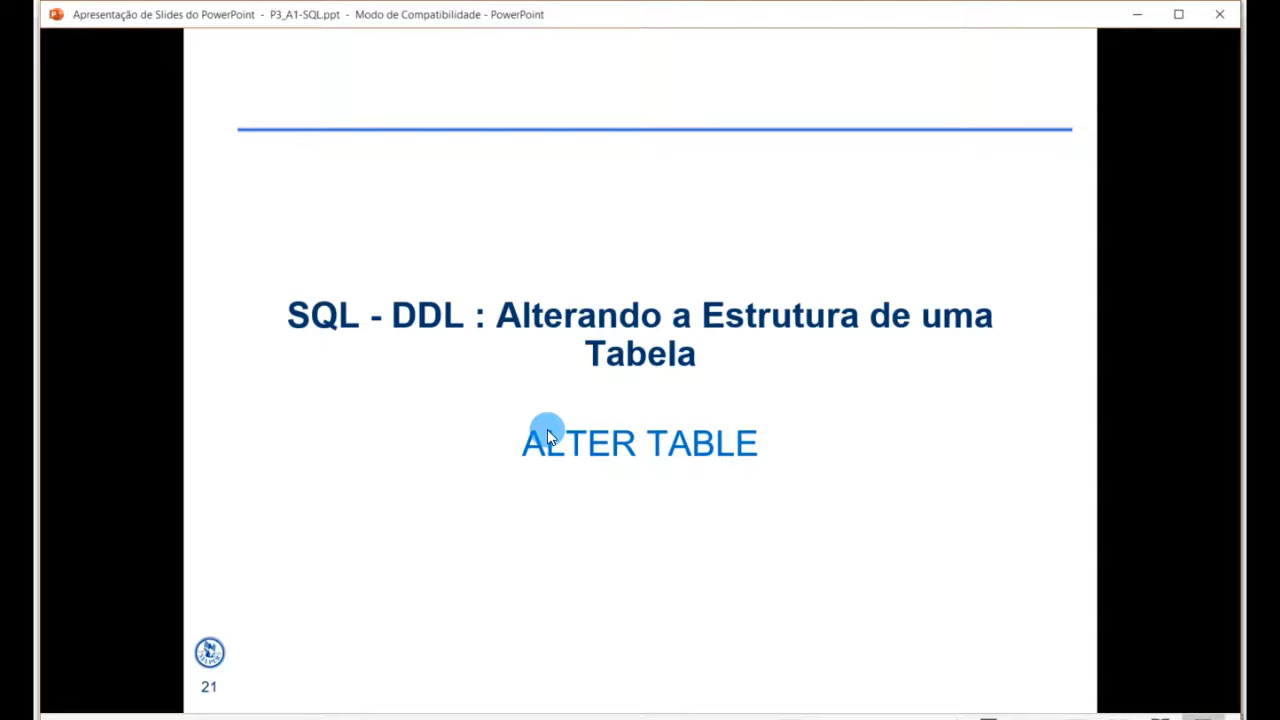 Apresentação de Slides do PowerPoint - P3_A1-SQL.ppt - Modo de Compatibilidade - PowerPoint
SQL - DDL : Alterando a Estrutura de uma
Tabela
ALTER TABLE
21